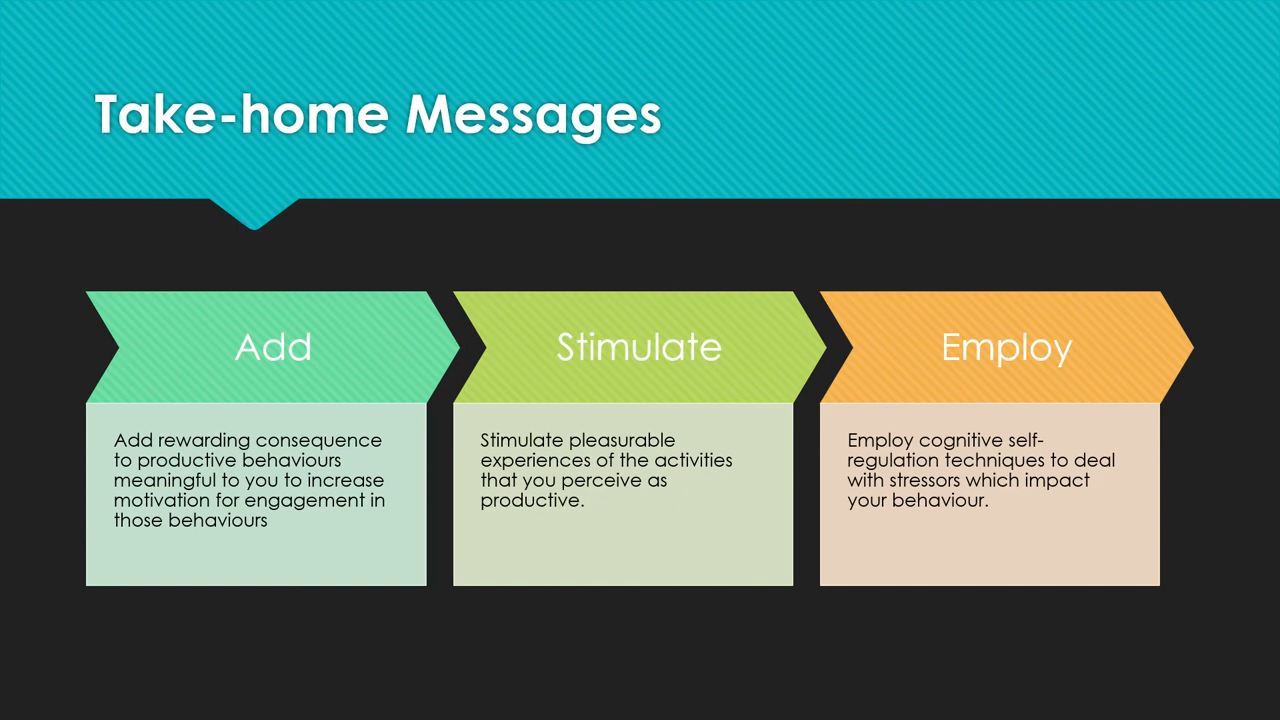 Take-home Messages
Add
Add rewarding consequence
to productive behaviours
meaningful to you to increase
motivation for engagement in
those behaviours
Stimulate
Stimulate pleasurable
experiences of the activities
that you perceive as
productive.
Employ
Employ cognitive self-
regulation techniques to deal
with stressors which impact
your behaviour.